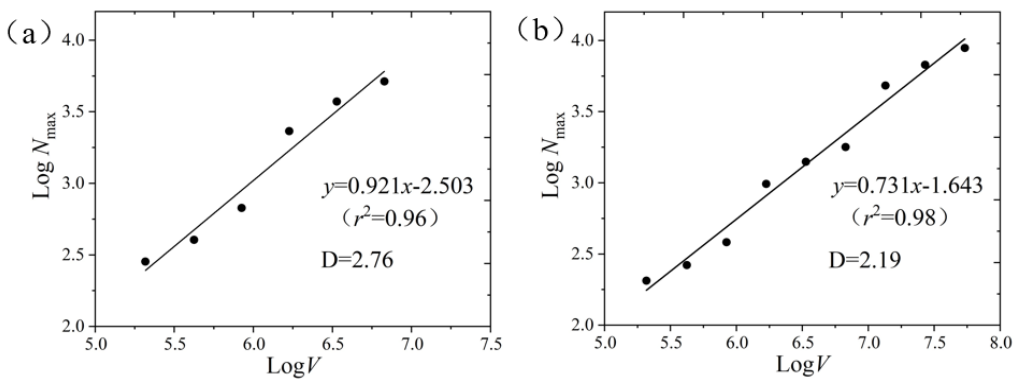 (a)
4.0
3.5
3.0
2.5
2.0
Log Nmax
y=0.921x-2.503
(r²=0.96)
D=2.76
5.0 5.5 6.0 6.5 7.0 7.5
LogV
(b)
4.0
3.5
3.0
2.5
2.0
Log Nmax
y=0.731x-1.643
(r²=0.98)
D=2.19
5.0 5.5 6.0 6.5 7.0 7.5 8.0
LogV